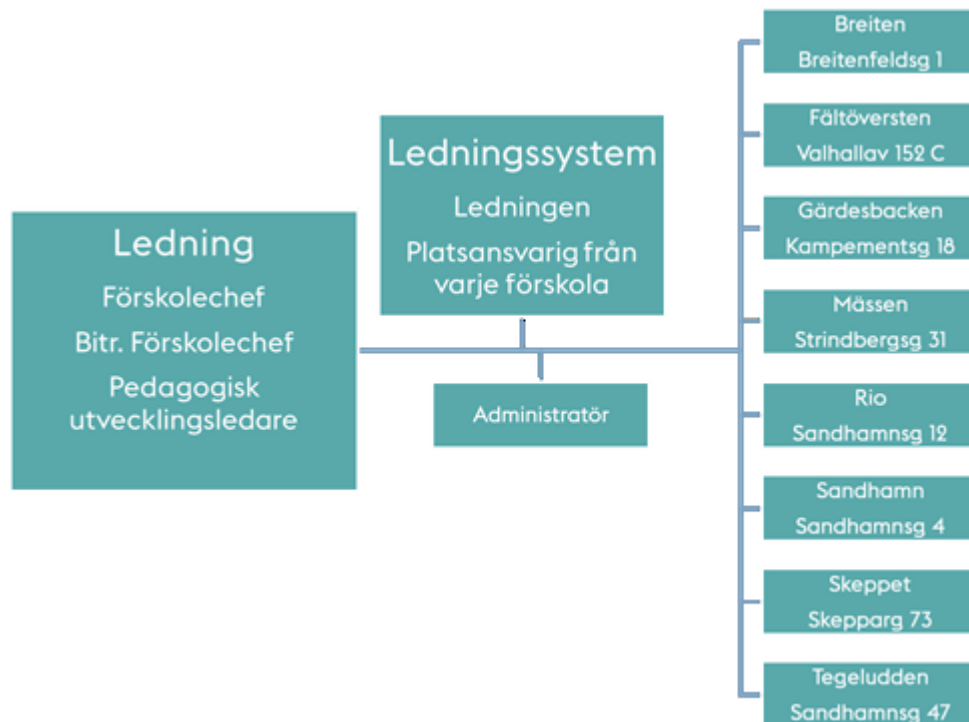 Ledning
Förskolechef
Bitr. Förskolechef
Pedagogisk
utvecklingsledare
Ledningssystem
Ledningen
Platsansvarig från
varje förskola
Administratör
Breiten
Breitenfeldsg 1
Fältöversten
Valhallav 152 C
Gärdesbacken
Kampementsg 18
Mässen
Strindbergsg 31
Rio
Sandhamnsg 12
Sandhamn
Sandhamnsg 4
Skeppet
Skepparg 73
Tegeludden
Sandhamnsg 47